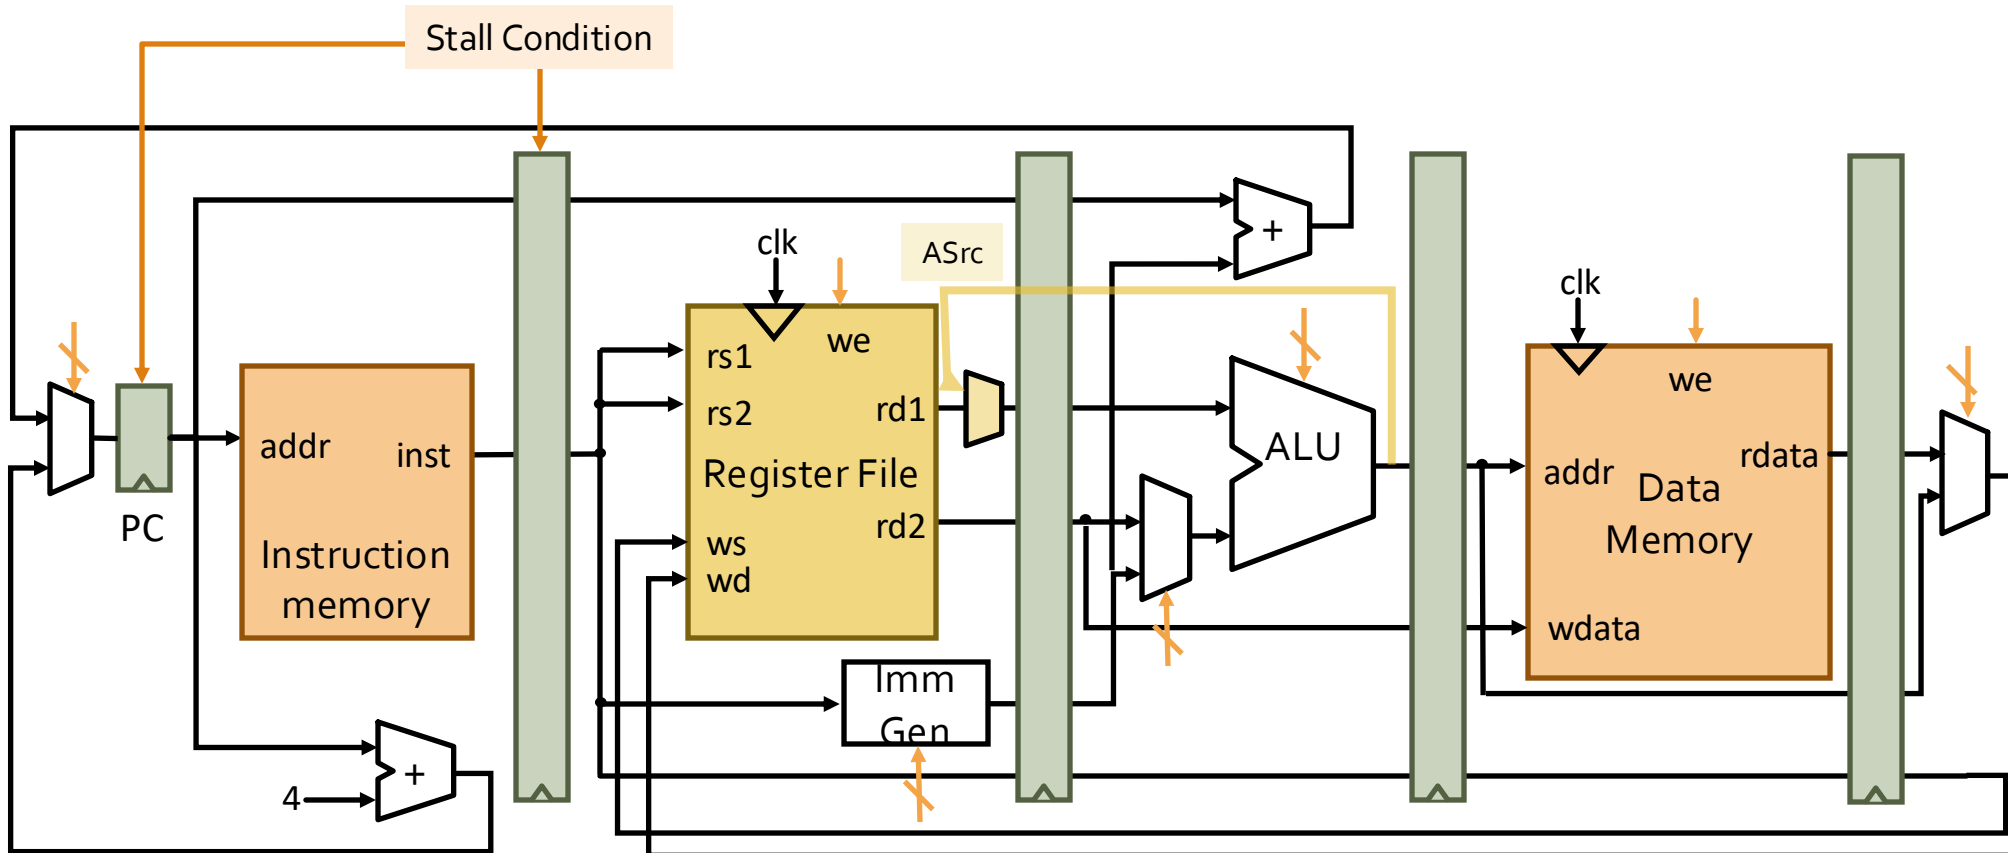 Stall Condition
clk
ASrc
we
rs1
rs2
rd1
Register File
rd2
ws
wd
PC
addr
inst
Instruction
memory
+
ALU
clk
we
rdata
addr
Data
Memory
wdata
Imm
Gen
+
4